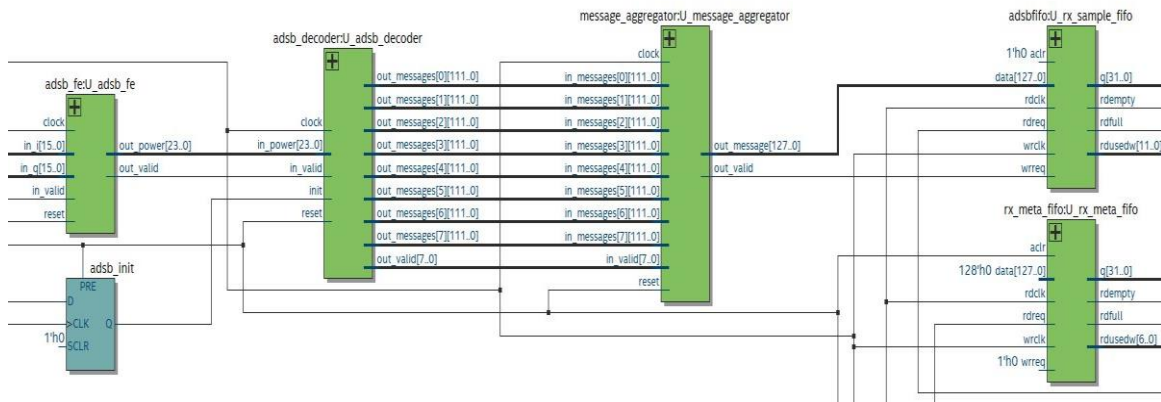 adsb_fe:U_adsb_fe
clock
in_i[15..0]
in_q[15..0]
in_valid
reset
out_power[23..0]
out_valid
adsb_init
PRE
D
>CLK
1'h0
SCLR
Q
adsb_decoder:U_adsb_decoder
clock
in_power[23..0]
in_valid
init
reset
out_messages[0][111..0]
out_messages[1][111..0]
out_messages[2][111..0]
out_messages[3][111..0]
out_messages[4][111..0]
out_messages[5][111..0]
out_messages[6][111..0]
out_messages[7][111..0]
out_valid[7..0]
message_aggregator:U_message_aggregator
clock
in_messages[0][111..0]
in_messages[1][111..0]
in_messages[2][111..0]
in_messages[3][111..0]
in_messages[4][111..0]
in_messages[5][111..0]
in_messages[6][111..0]
in_messages[7][111..0]
in_valid[7..0]
reset
out_message[127..0]
out_valid
adsbfifo:U_rx_sample_fifo
1'h0 aclr
data[127..0]
rdclk
rdreq
wrclk
wrreq
q[31..0]
rdempty
rdfull
rdusedw[11..0]
rx_meta_fifo:U_rx_meta_fifo
aclr
128'h0 data[127..0]
rdclk
rdreq
wrclk
1'h0 wrreq
q[31..0]
rdempty
rdfull
rdusedw[6..0]